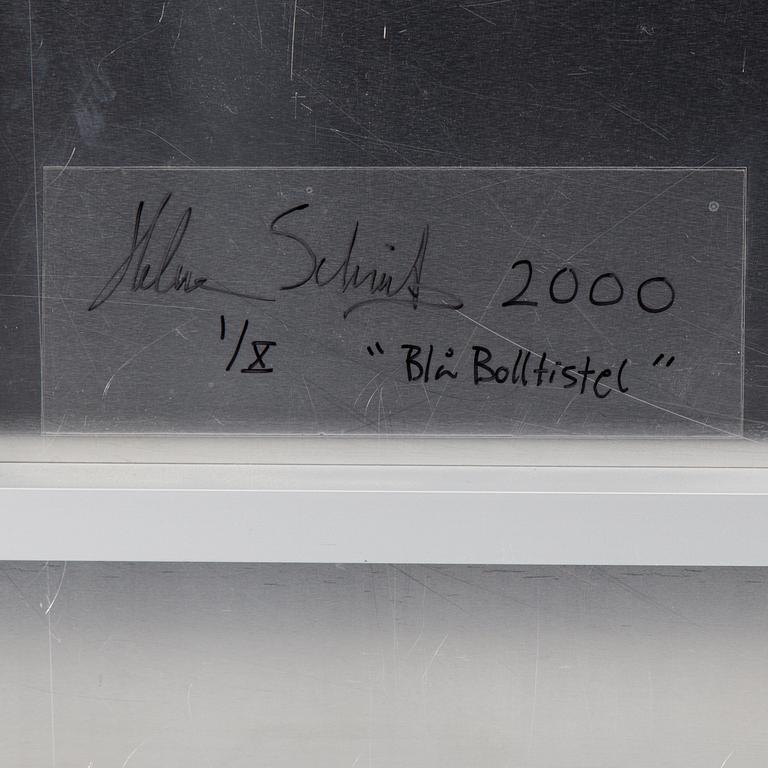 Helene Schmitz 2000
1/X "Blå Bolltistel"